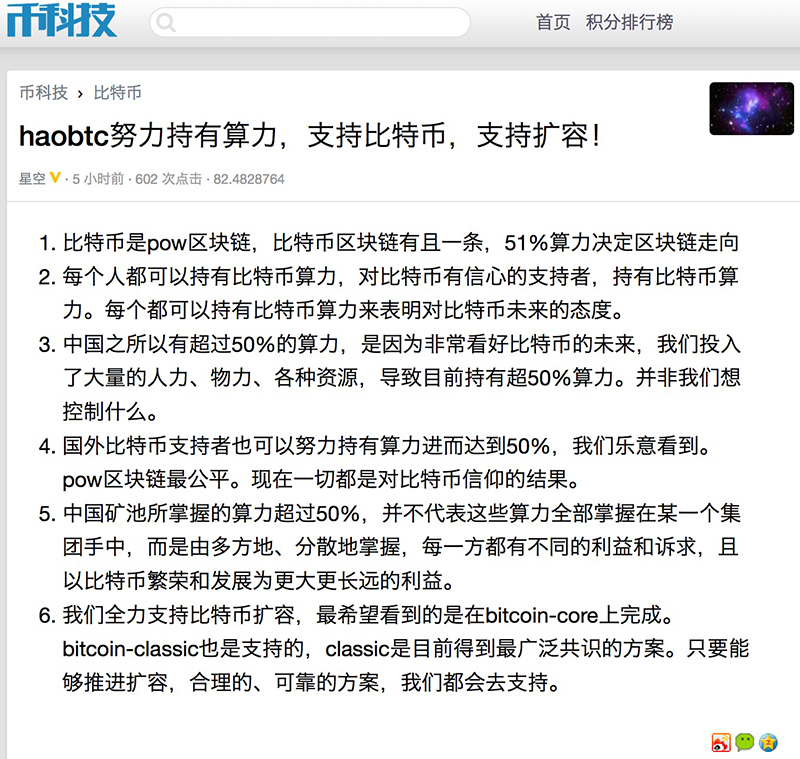 币科技
首页 积分排行榜
币科技 › 比特币
haobtc努力持有算力，支持比特币，支持扩容！
星空 V · 5 小时前 · 602 次点击 · 82.4828764
1. 比特币是pow区块链，比特币区块链有且一条，51%算力决定区块链走向
2. 每个人都可以持有比特币算力，对比特币有信心的支持者，持有比特币算
力。每个都可以持有比特币算力来表明对比特币未来的态度。
3. 中国之所以有超过50%的算力，是因为非常看好比特币的未来，我们投入
了大量的人力、物力、各种资源，导致目前持有超50%算力。并非我们想
控制什么。
4. 国外比特币支持者也可以努力持有算力进而达到50%，我们乐意看到。
pow区块链最公平。现在一切都是对比特币信仰的结果。
5. 中国矿池所掌握的算力超过50%，并不代表这些算力全部掌握在某一个集
团手中，而是由多方地、分散地掌握，每一方都有不同的利益和诉求，且
以比特币繁荣和发展为更大更长远的利益。
6. 我们全力支持比特币扩容，最希望看到的是在bitcoin-core上完成。
bitcoin-classic也是支持的，classic是目前得到最广泛共识的方案。只要能
够推进扩容，合理的、可靠的方案，我们都会去支持。